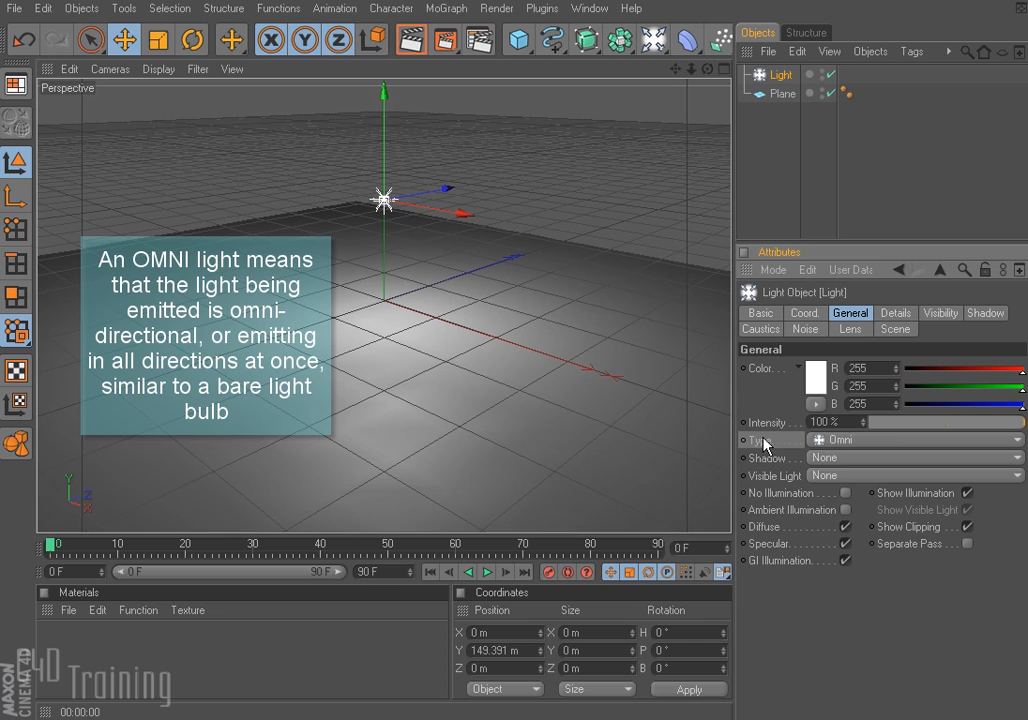 File Edit Objects Tools Selection Structure Functions Animation Character MoGraph Render Plugins Window Help
Objects Structure
File Edit View Objects Tags
Light
Plane
Edit Cameras Display Filter View
Perspective
An OMNI light means
that the light being
emitted is omni-
directional, or emitting
in all directions at once,
similar to a bare light
bulb
Y Z X
Attributes
Mode Edit User Data
Light Object [Light]
Basic Coord. General Details Visibility Shadow
Caustics Noise Lens Scene
General
Color. . . R 255
G 255
B 255
Intensity . . . 100 %
Type Omni
Shadow . . . None
Visible Light None
No Illumination . . . . Show Illumination
Ambient Illumination Show Visible Light
Diffuse . . . . . . . . . Show Clipping . . .
Specular. . . . . . . . Separate Pass . . .
GI Illumination. . . . .
0 10 20 30 40 50 60 70 80 90 0 F
0 F 0 F 90 F 90 F
Materials
File Edit Function Texture
Coordinates
Position Size Rotation
X 0 m X 0 m H 0 °
Y 149.391 m Y 0 m P 0 °
Z 0 m Z 0 m B 0 °
Object Size Apply
MAXON
CINEMA 4D
4D
Training
00:00:00